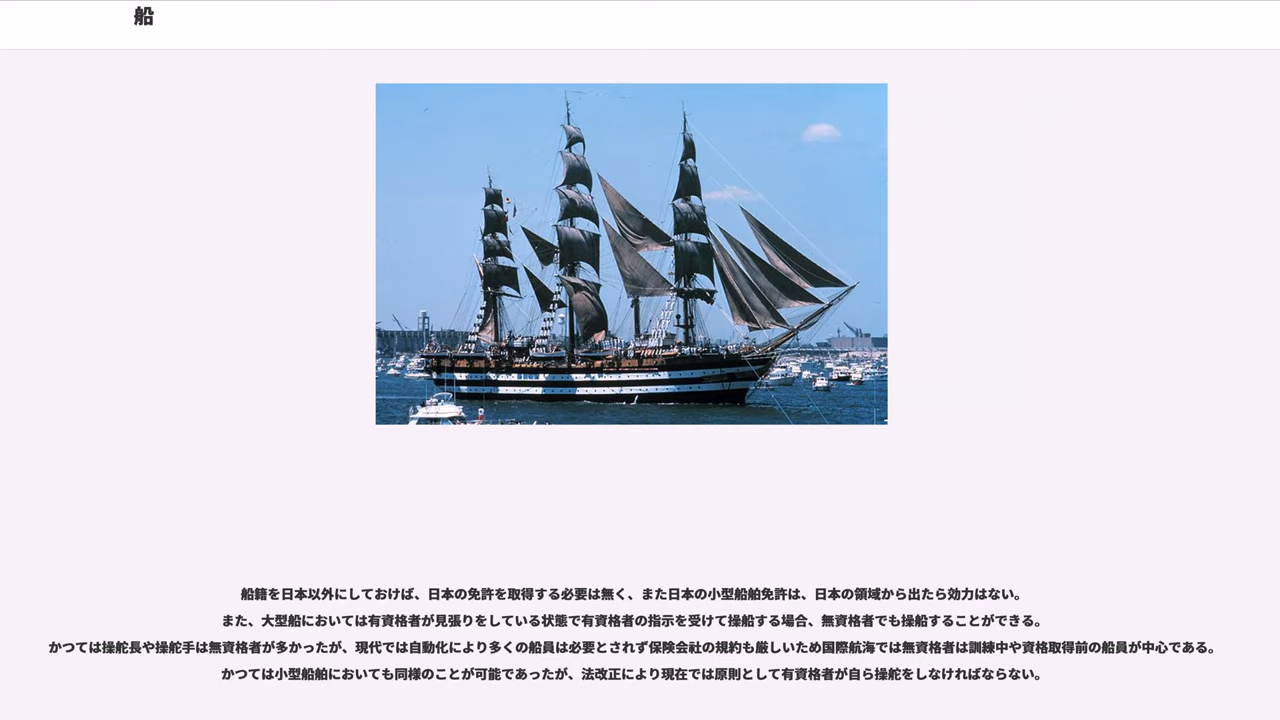 船
船籍を日本以外にしておけば、日本の免許を取得する必要は無く、また日本の小型船舶免許は、日本の領域から出たら効力はない。
また、大型船においては有資格者が見張りをしている状態で有資格者の指示を受けて操船する場合、無資格者でも操船することができる。
かつては操舵長や操舵手は無資格者が多かったが、現代では自動化により多くの船員は必要とされず保険会社の規約も厳しいため国際航海では無資格者は訓練中や資格取得前の船員が中心である。
かつては小型船舶においても同様のことが可能であったが、法改正により現在では原則として有資格者が自ら操舵をしなければならない。